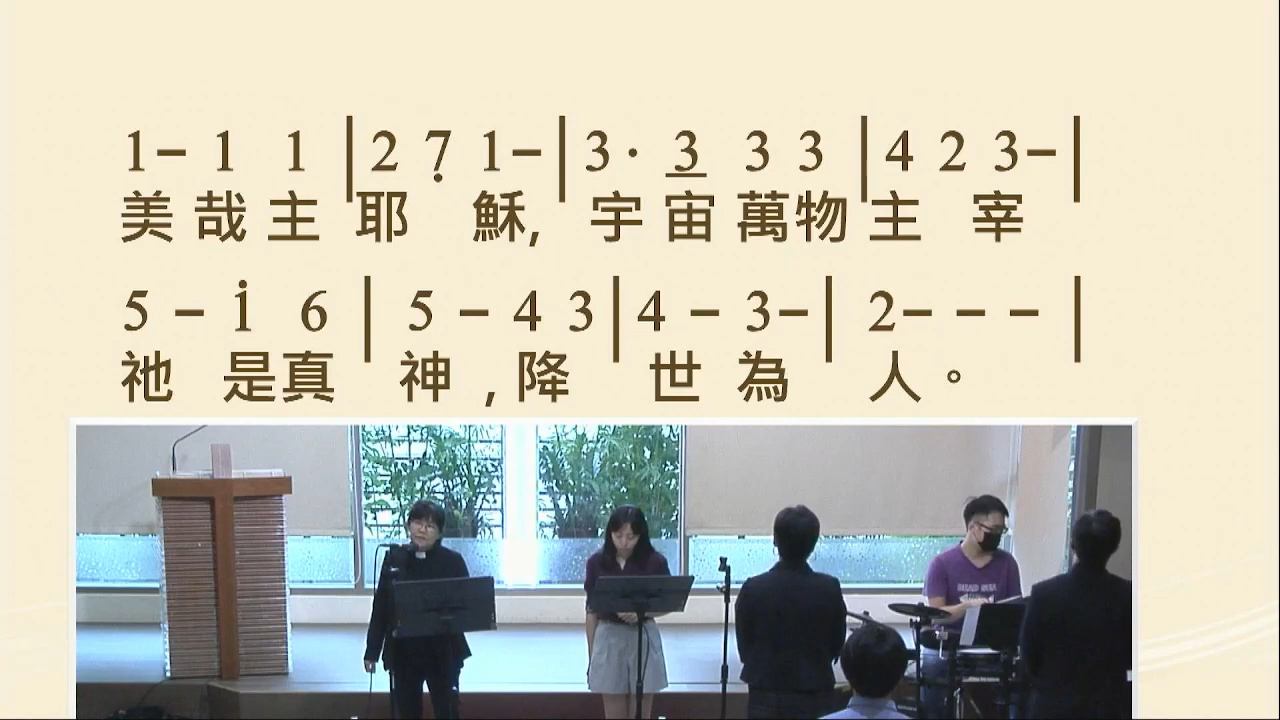 1– 1 1 | 2 7̣ 1– | 3· 3̲ 3 3 | 4 2 3– |
美哉主耶 穌, 宇宙萬物主 宰
5 – 1̇ 6 | 5 – 4 3 | 4 – 3– | 2– – – |
祂 是真 神,降 世為 人。